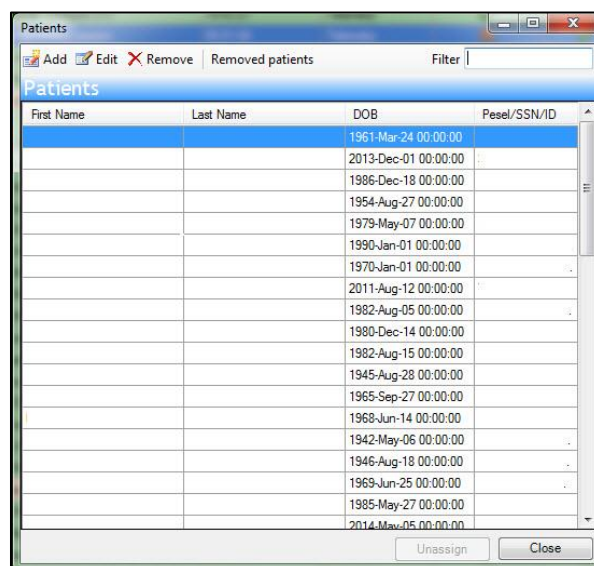 Patients
Add Edit Remove Removed patients Filter
Patients
First Name Last Name DOB Pesel/SSN/ID
1961-Mar-24 00:00:00
2013-Dec-01 00:00:00
1986-Dec-18 00:00:00
1954-Aug-27 00:00:00
1979-May-07 00:00:00
1990-Jan-01 00:00:00
1970-Jan-01 00:00:00
2011-Aug-12 00:00:00
1982-Aug-05 00:00:00
1980-Dec-14 00:00:00
1982-Aug-15 00:00:00
1945-Aug-28 00:00:00
1965-Sep-27 00:00:00
1968-Jun-14 00:00:00
1942-May-06 00:00:00
1946-Aug-18 00:00:00
1969-Jun-25 00:00:00
1985-May-27 00:00:00
2014-May-05 00:00:00
Unassign Close